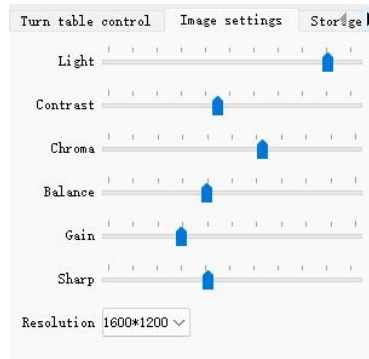 Turn table control Image settings
Light
Contrast
Chroma
Balance
Gain
Sharp
Resolution 1600*1200